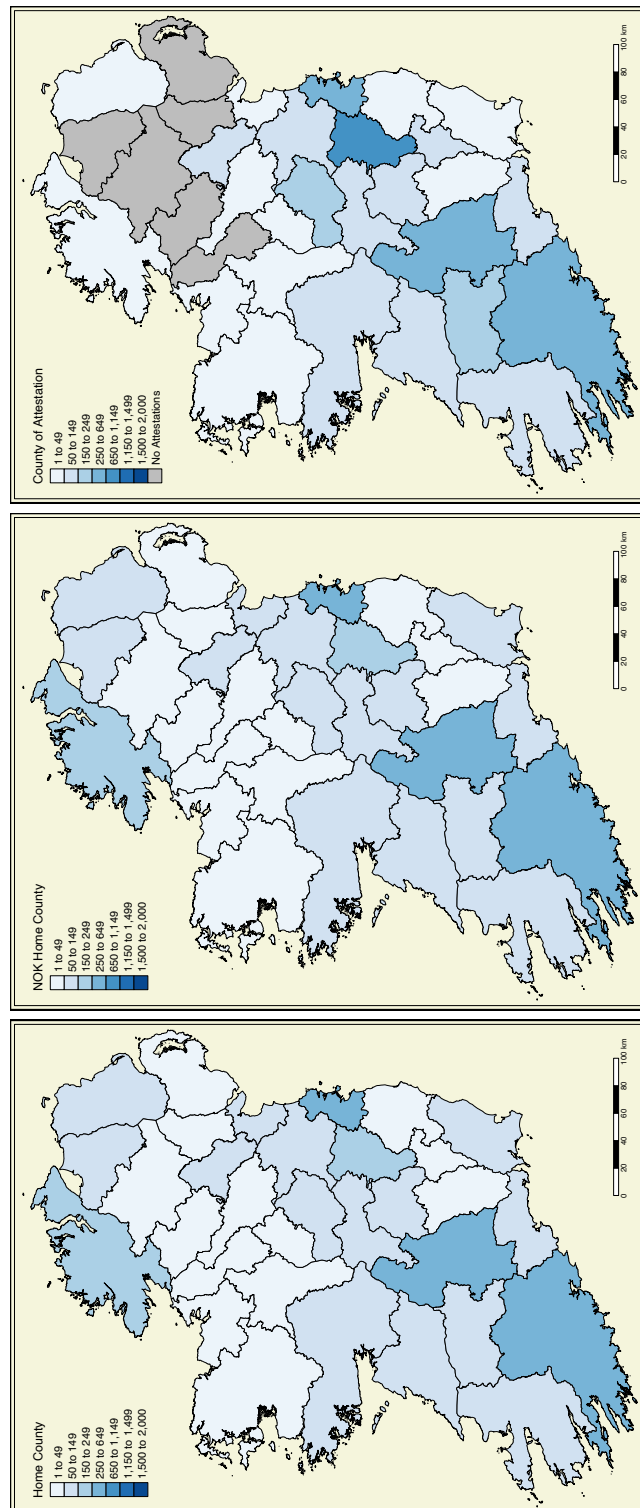 Home County
1 to 49
50 to 149
150 to 249
250 to 649
650 to 1,149
1,150 to 1,499
1,500 to 2,000
0 20 40 60 80 100 km
NOK Home County
1 to 49
50 to 149
150 to 249
250 to 649
650 to 1,149
1,150 to 1,499
1,500 to 2,000
0 20 40 60 80 100 km
County of Attestation
1 to 49
50 to 149
150 to 249
250 to 649
650 to 1,149
1,150 to 1,499
1,500 to 2,000
No Attestations
0 20 40 60 80 100 km